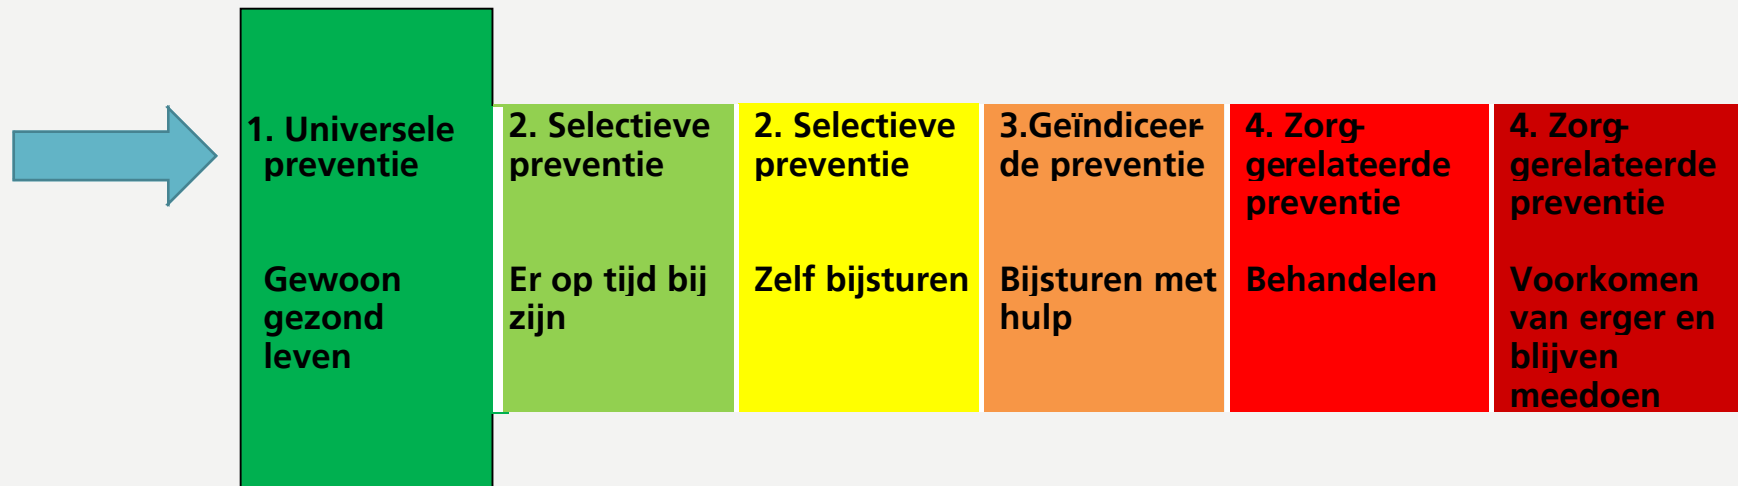 1. Universele
preventie
Gewoon
gezond
leven
2. Selectieve
preventie
Er op tijd bij
zijn
2. Selectieve
preventie
Zelf bijsturen
3.Geïndiceer-
de preventie
Bijsturen met
hulp
4. Zorg-
gerelateerde
preventie
Behandelen
4. Zorg-
gerelateerde
preventie
Voorkomen
van erger en
blijven
meedoen